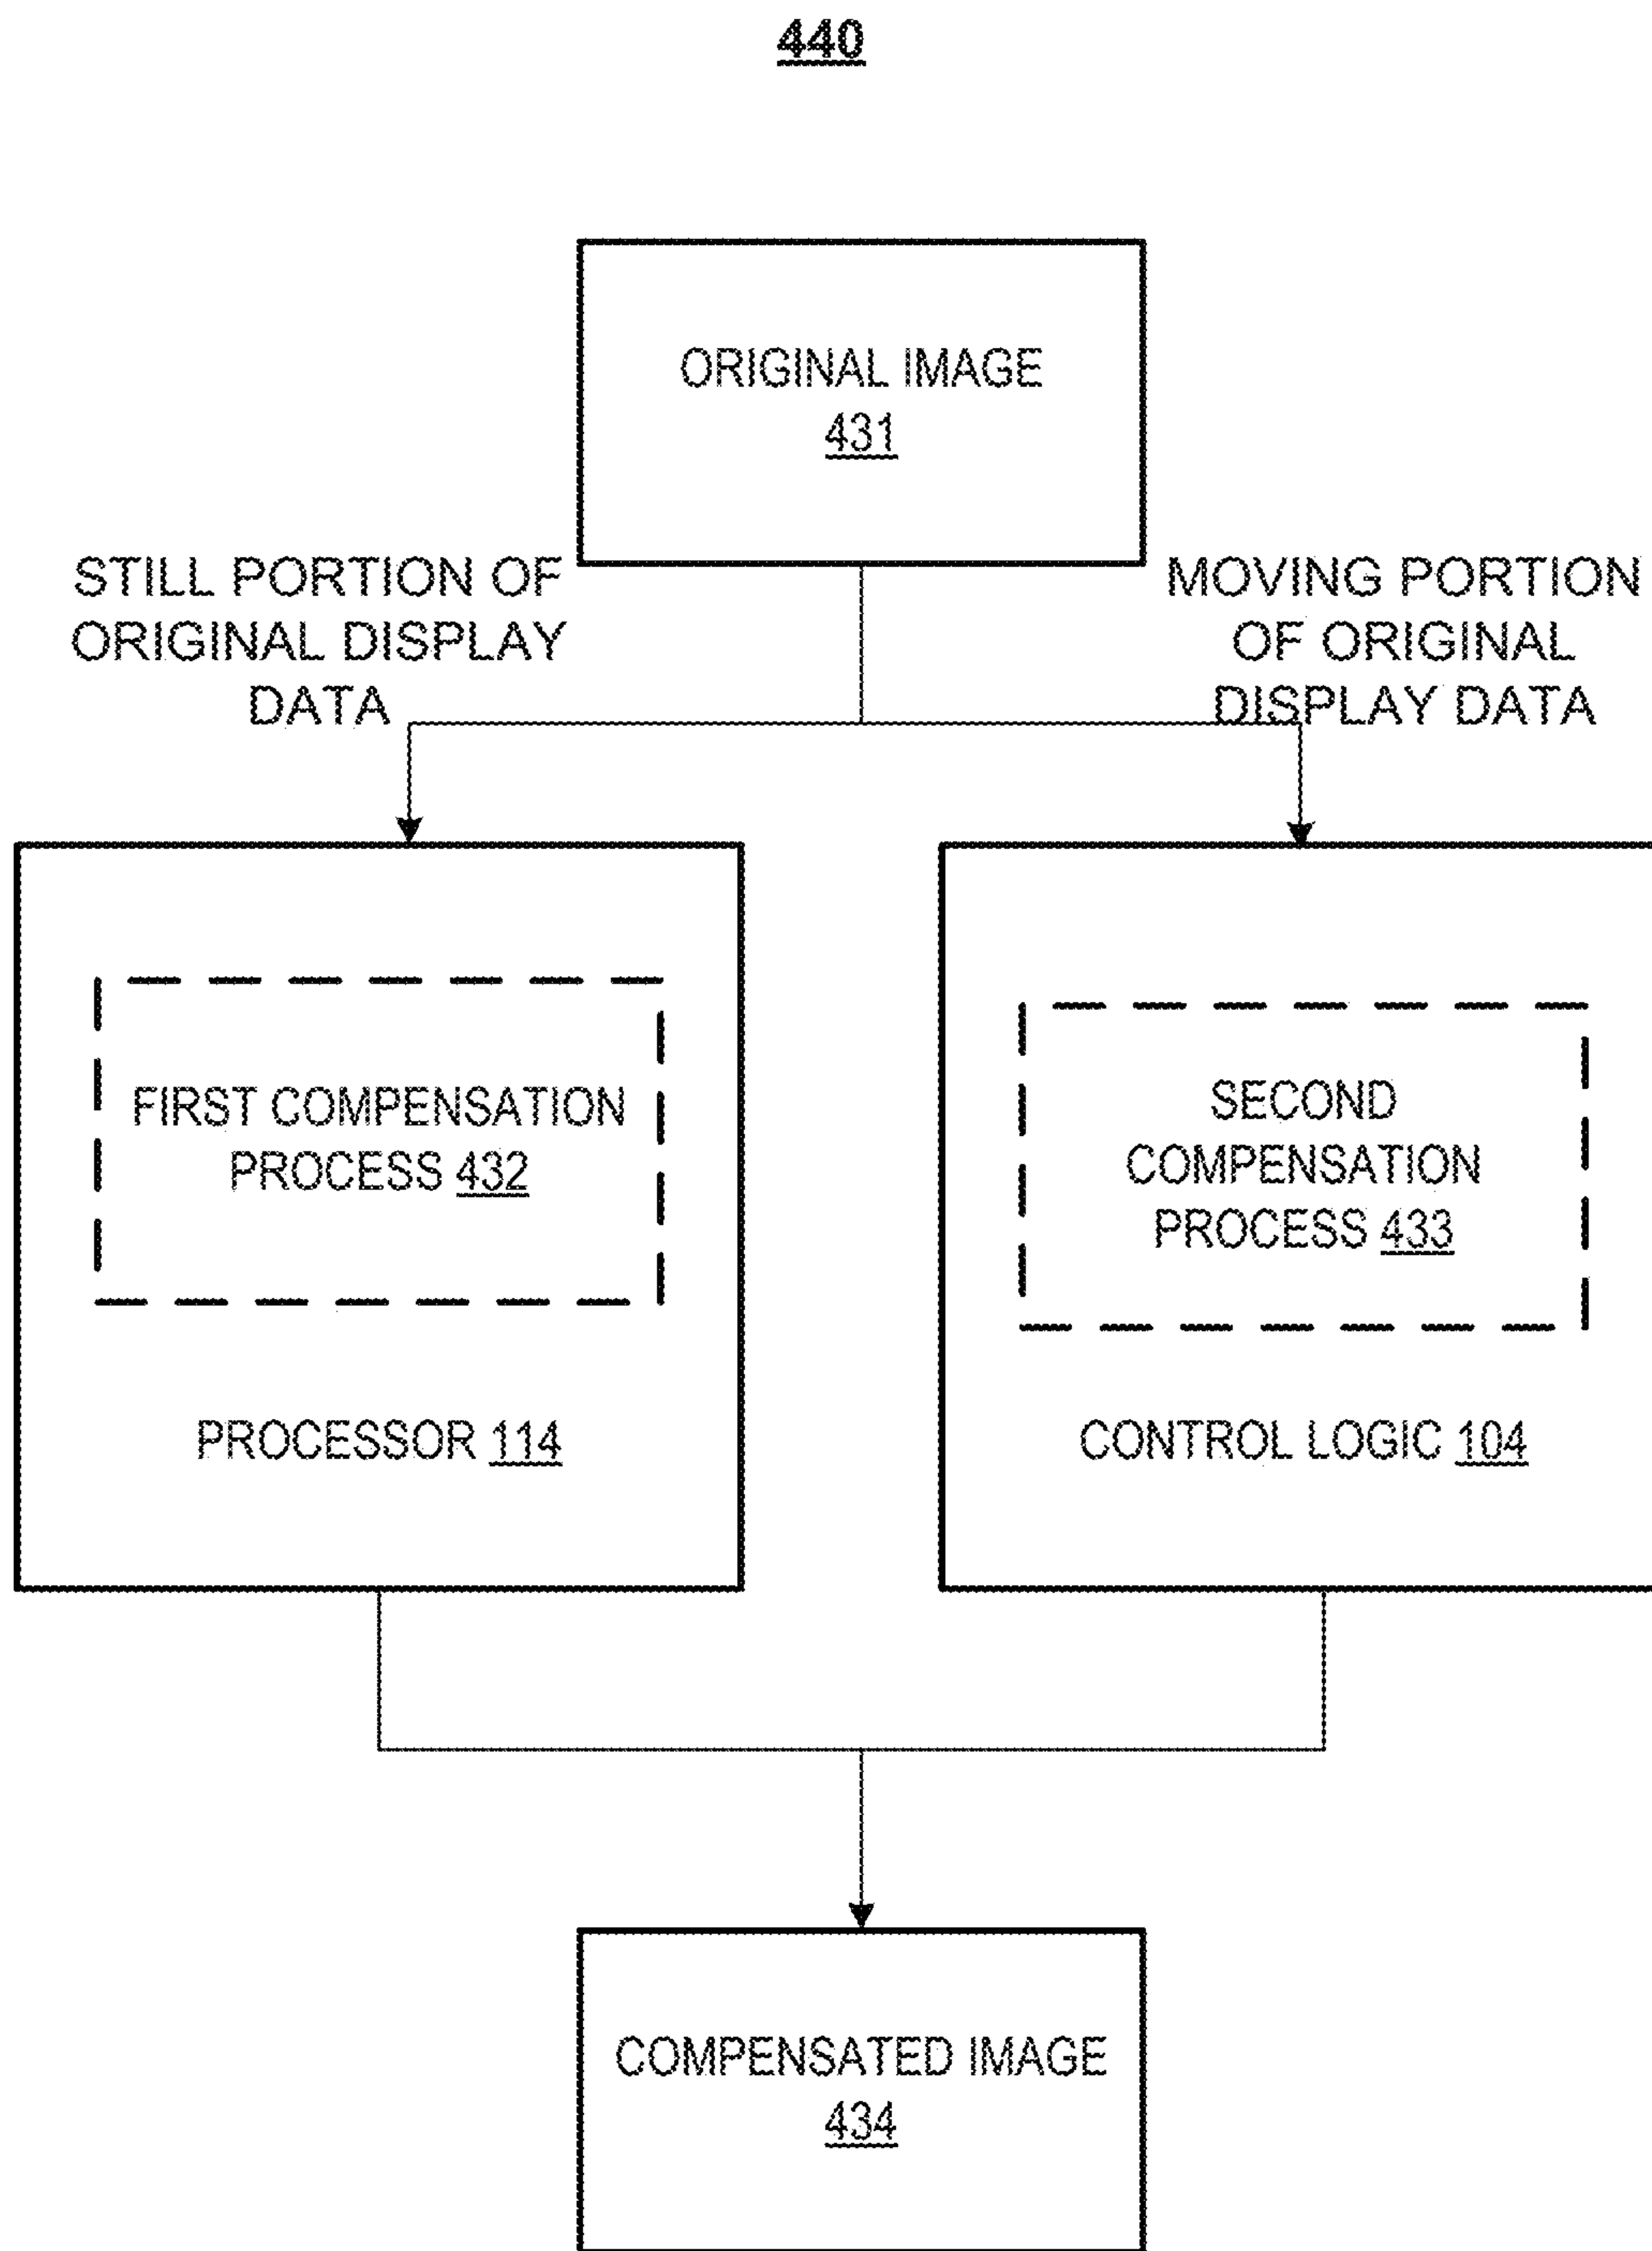 440
ORIGINAL IMAGE
431
STILL PORTION OF
ORIGINAL DISPLAY
DATA
MOVING PORTION
OF ORIGINAL
DISPLAY DATA
FIRST COMPENSATION
PROCESS 432
PROCESSOR 114
SECOND
COMPENSATION
PROCESS 433
CONTROL LOGIC 104
COMPENSATED IMAGE
434